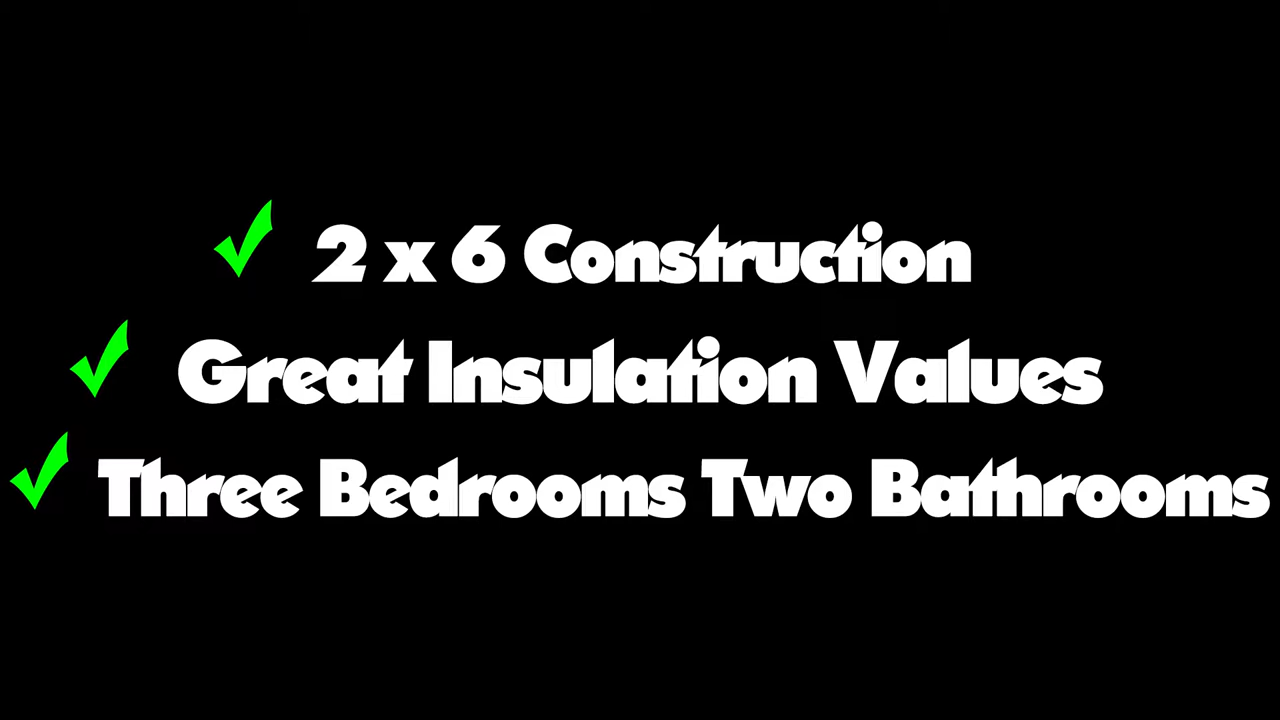 2 x 6 Construction
Great Insulation Values
Three Bedrooms Two Bathrooms